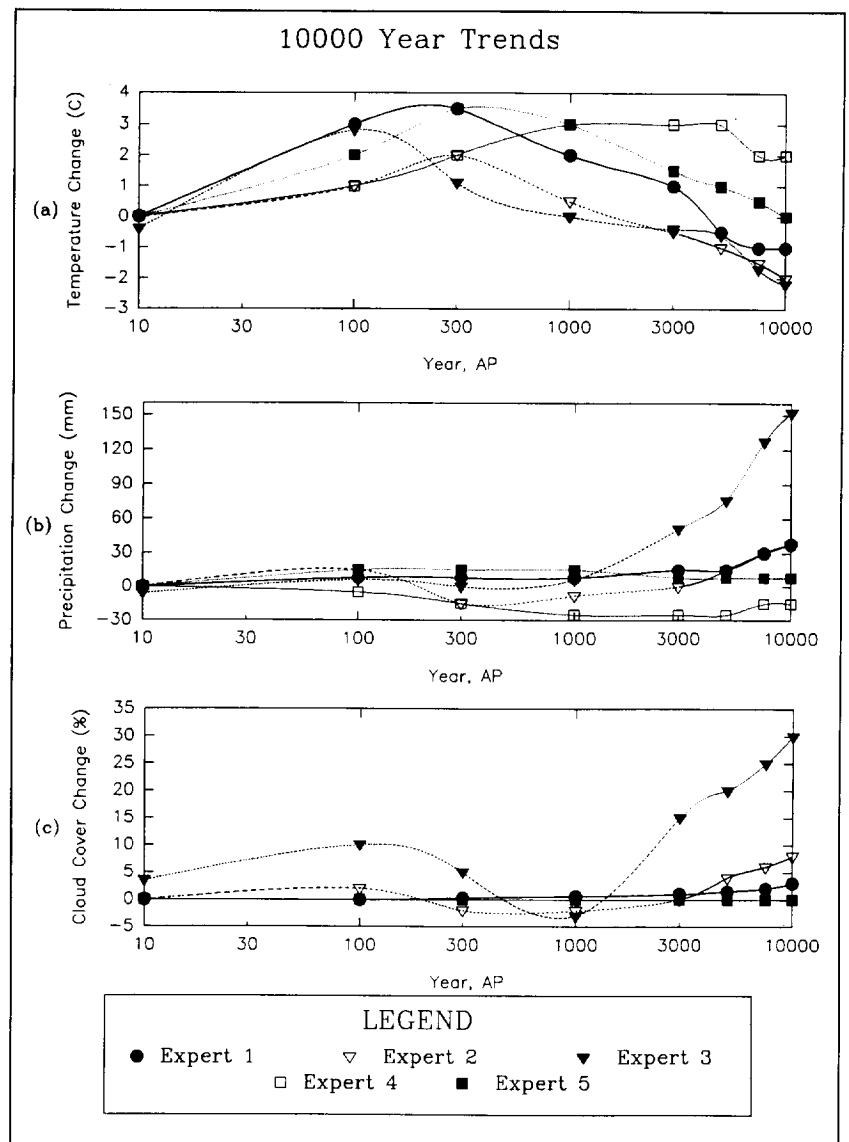 10000 Year Trends
(a)
Temperature Change (C)
4
3
2
1
0
-1
-2
-3
10 30 100 300 1000 3000 10000
Year, AP
(b)
Precipitation Change (mm)
150
120
90
60
30
0
-30
10 30 100 300 1000 3000 10000
Year, AP
(c)
Cloud Cover Change (%)
35
30
25
20
15
10
5
0
-5
10 30 100 300 1000 3000 10000
Year, AP
LEGEND
Expert 1 Expert 2 Expert 3
Expert 4 Expert 5